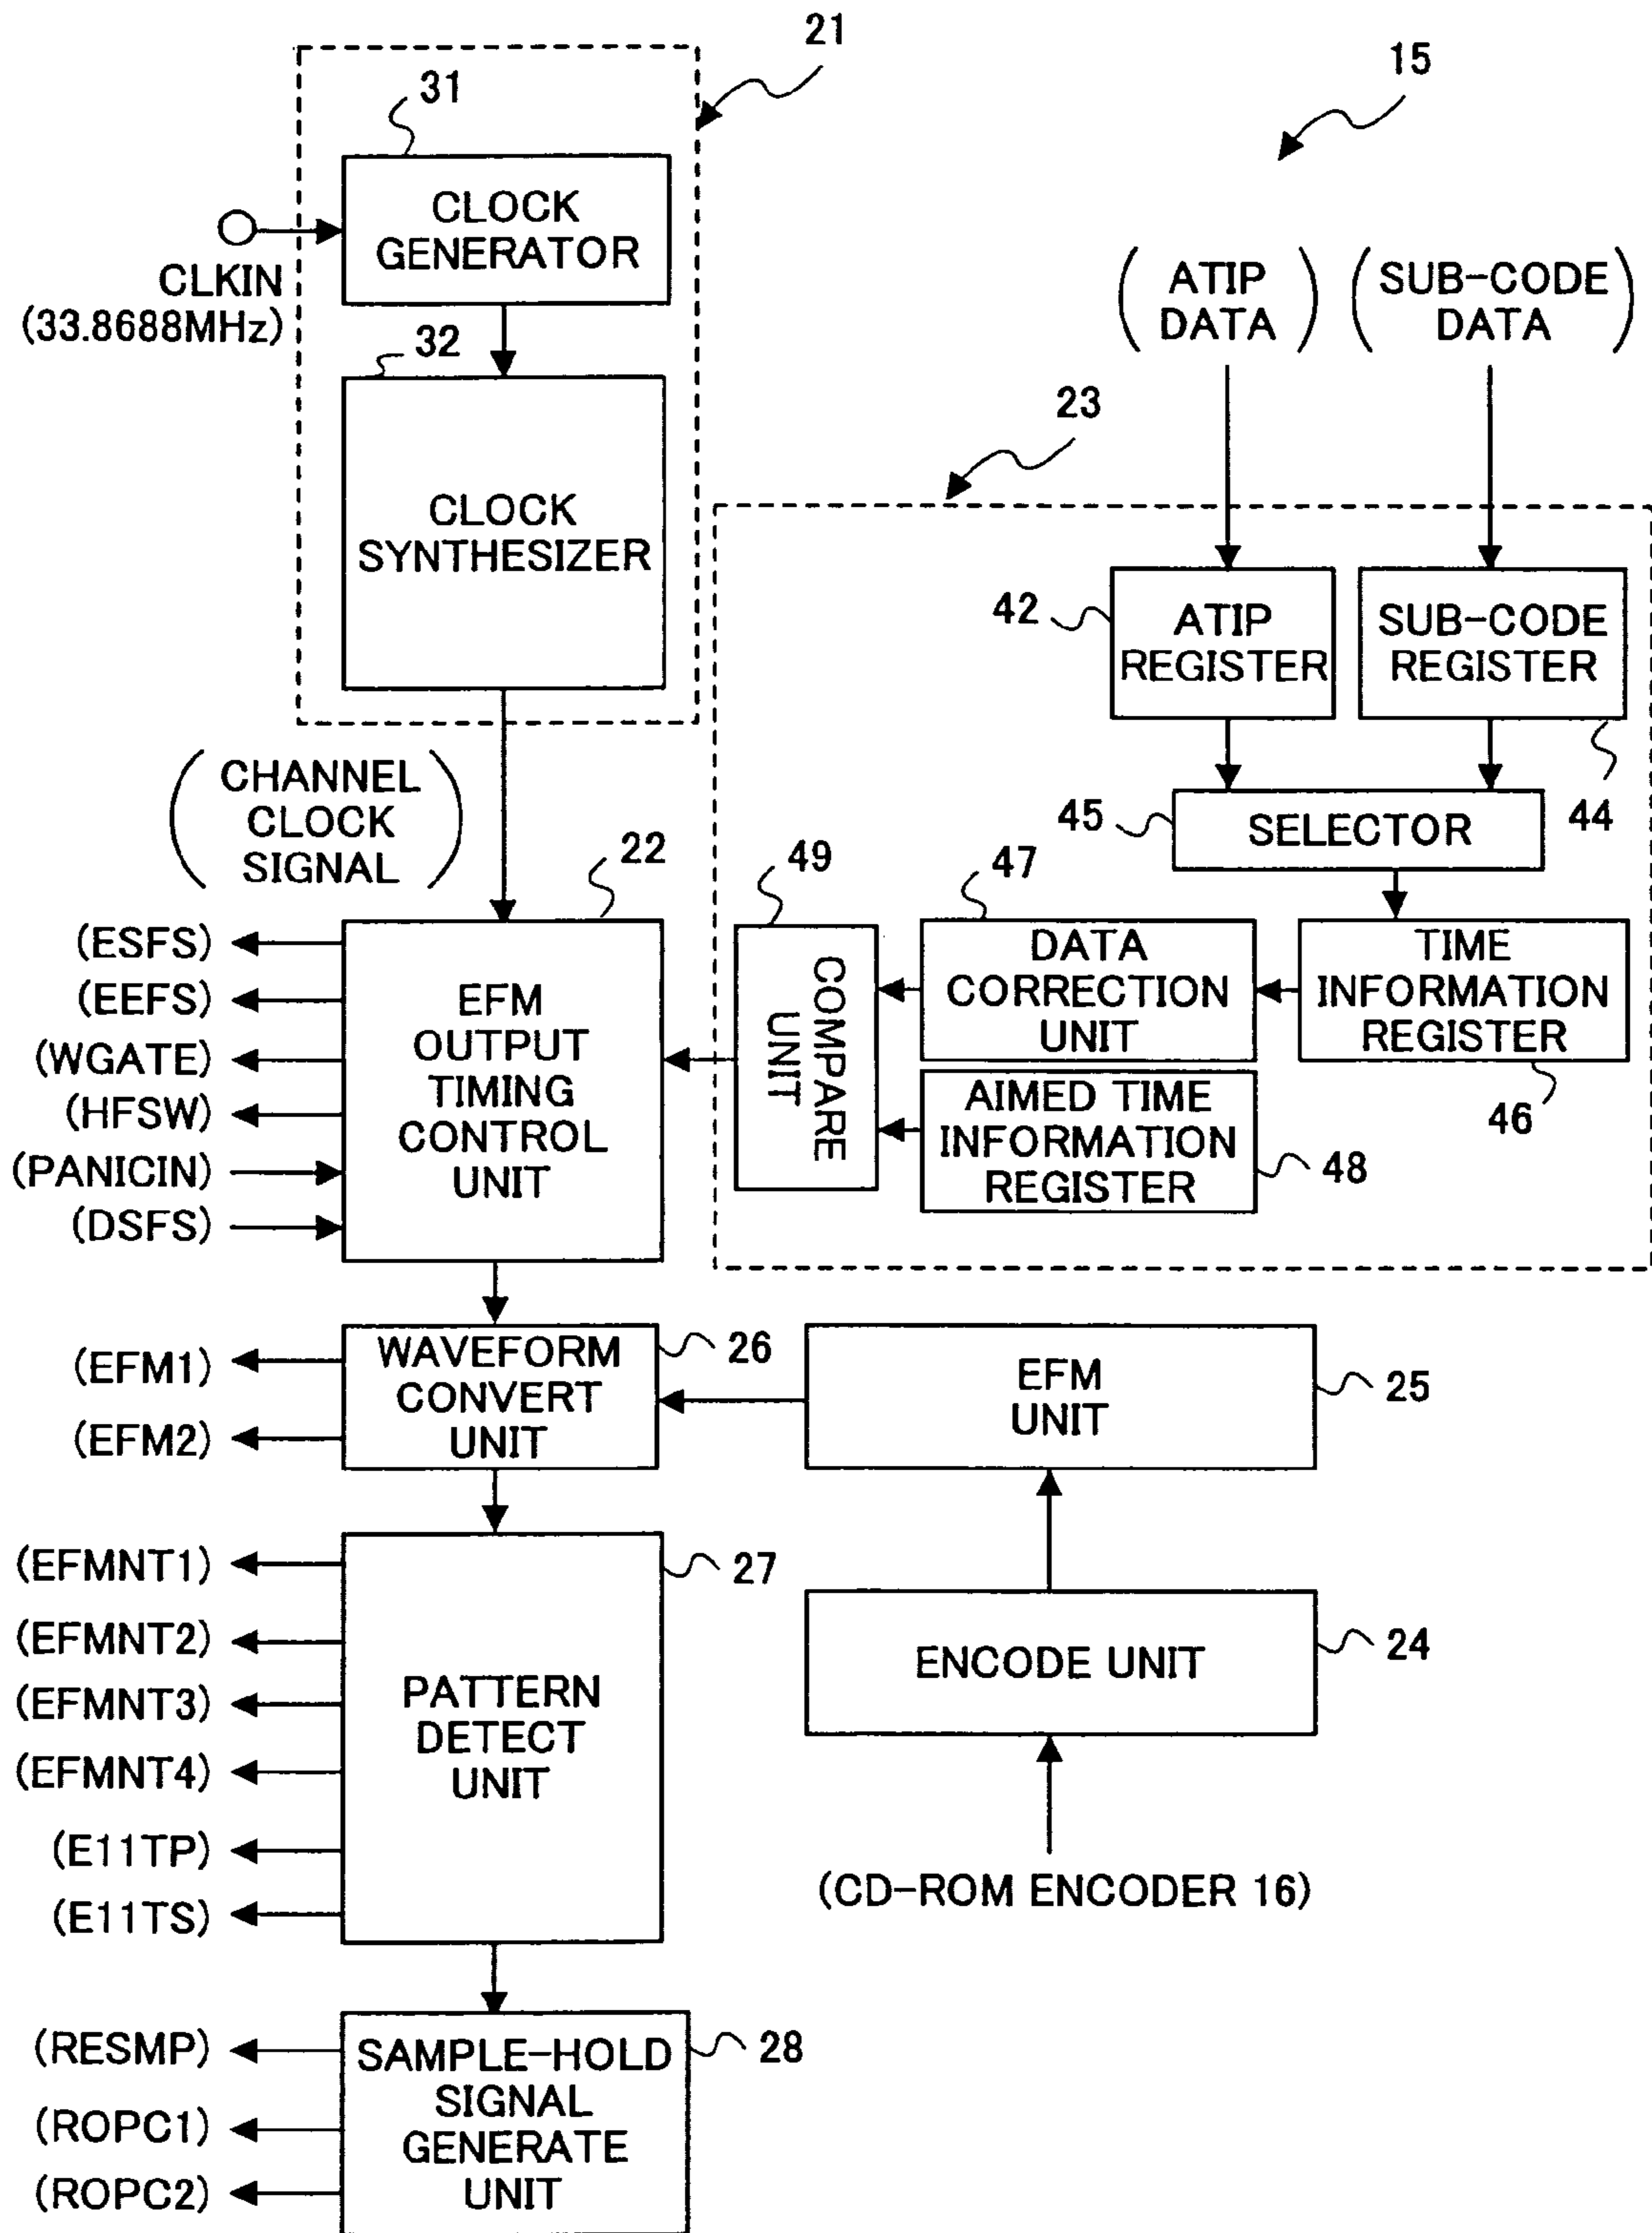 21
15
31
CLOCK
GENERATOR
CLKIN
(33.8688MHz)
32
CLOCK
SYNTHESIZER
(ATIP
DATA)
(SUB-CODE
DATA)
23
42
ATIP
REGISTER
SUB-CODE
REGISTER
44
45
SELECTOR
(CHANNEL
CLOCK
SIGNAL)
22
49
47
COMPARE
UNIT
DATA
CORRECTION
UNIT
TIME
INFORMATION
REGISTER
46
AIMED TIME
INFORMATION
REGISTER
48
(ESFS)
(EEFS)
(WGATE)
(HFSW)
(PANICIN)
(DSFS)
EFM
OUTPUT
TIMING
CONTROL
UNIT
(EFM1)
(EFM2)
WAVEFORM
CONVERT
UNIT
26
EFM
UNIT
25
(EFMNT1)
(EFMNT2)
(EFMNT3)
(EFMNT4)
(E11TP)
(E11TS)
PATTERN
DETECT
UNIT
27
ENCODE UNIT
24
(CD-ROM ENCODER 16)
(RESMP)
(ROPC1)
(ROPC2)
SAMPLE-HOLD
SIGNAL
GENERATE
UNIT
28